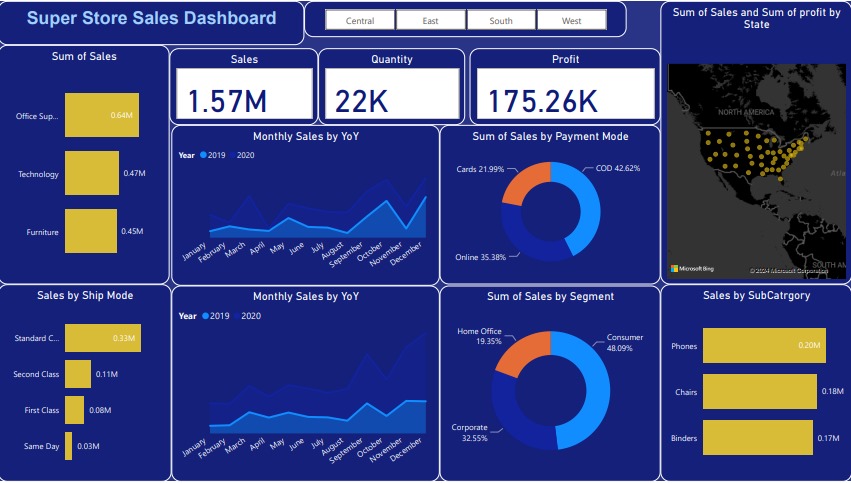 Super Store Sales Dashboard
Central
East
South
West
Sum of Sales and Sum of profit by
State
NORTH AMERICA
Atla
SOUTH AM
Microsoft Bing
© 2024 Microsoft Corporation
Sum of Sales
Office Sup...
0.64M
Technology
0.47M
Furniture
0.45M
Sales
1.57M
Quantity
22K
Profit
175.26K
Monthly Sales by YoY
Year 2019 2020
January
February
March
April
May
June
July
August
September
October
November
December
Sum of Sales by Payment Mode
Cards 21.99%
COD 42.62%
Online 35.38%
Sales by Ship Mode
Standard C...
0.33M
Second Class
0.11M
First Class
0.08M
Same Day
0.03M
Monthly Sales by YoY
Year 2019 2020
January
February
March
April
May
June
July
August
September
October
November
December
Sum of Sales by Segment
Home Office
19.35%
Consumer
48.09%
Corporate
32.55%
Sales by SubCatrgory
Phones
0.20M
Chairs
0.18M
Binders
0.17M